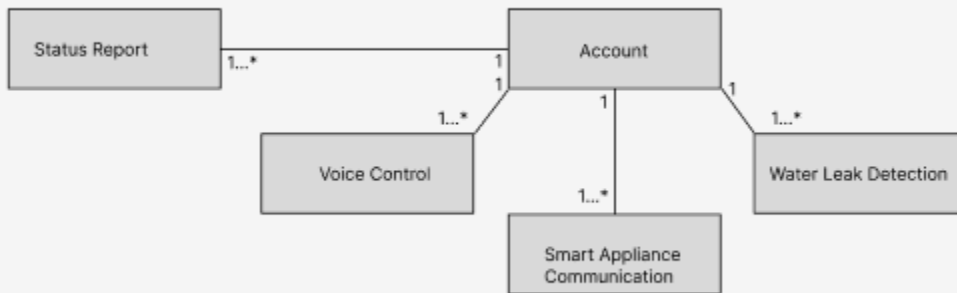 Status Report
Account
1...*
1
1
1
1
1...*
1...*
Voice Control
Water Leak Detection
1...*
Smart Appliance
Communication